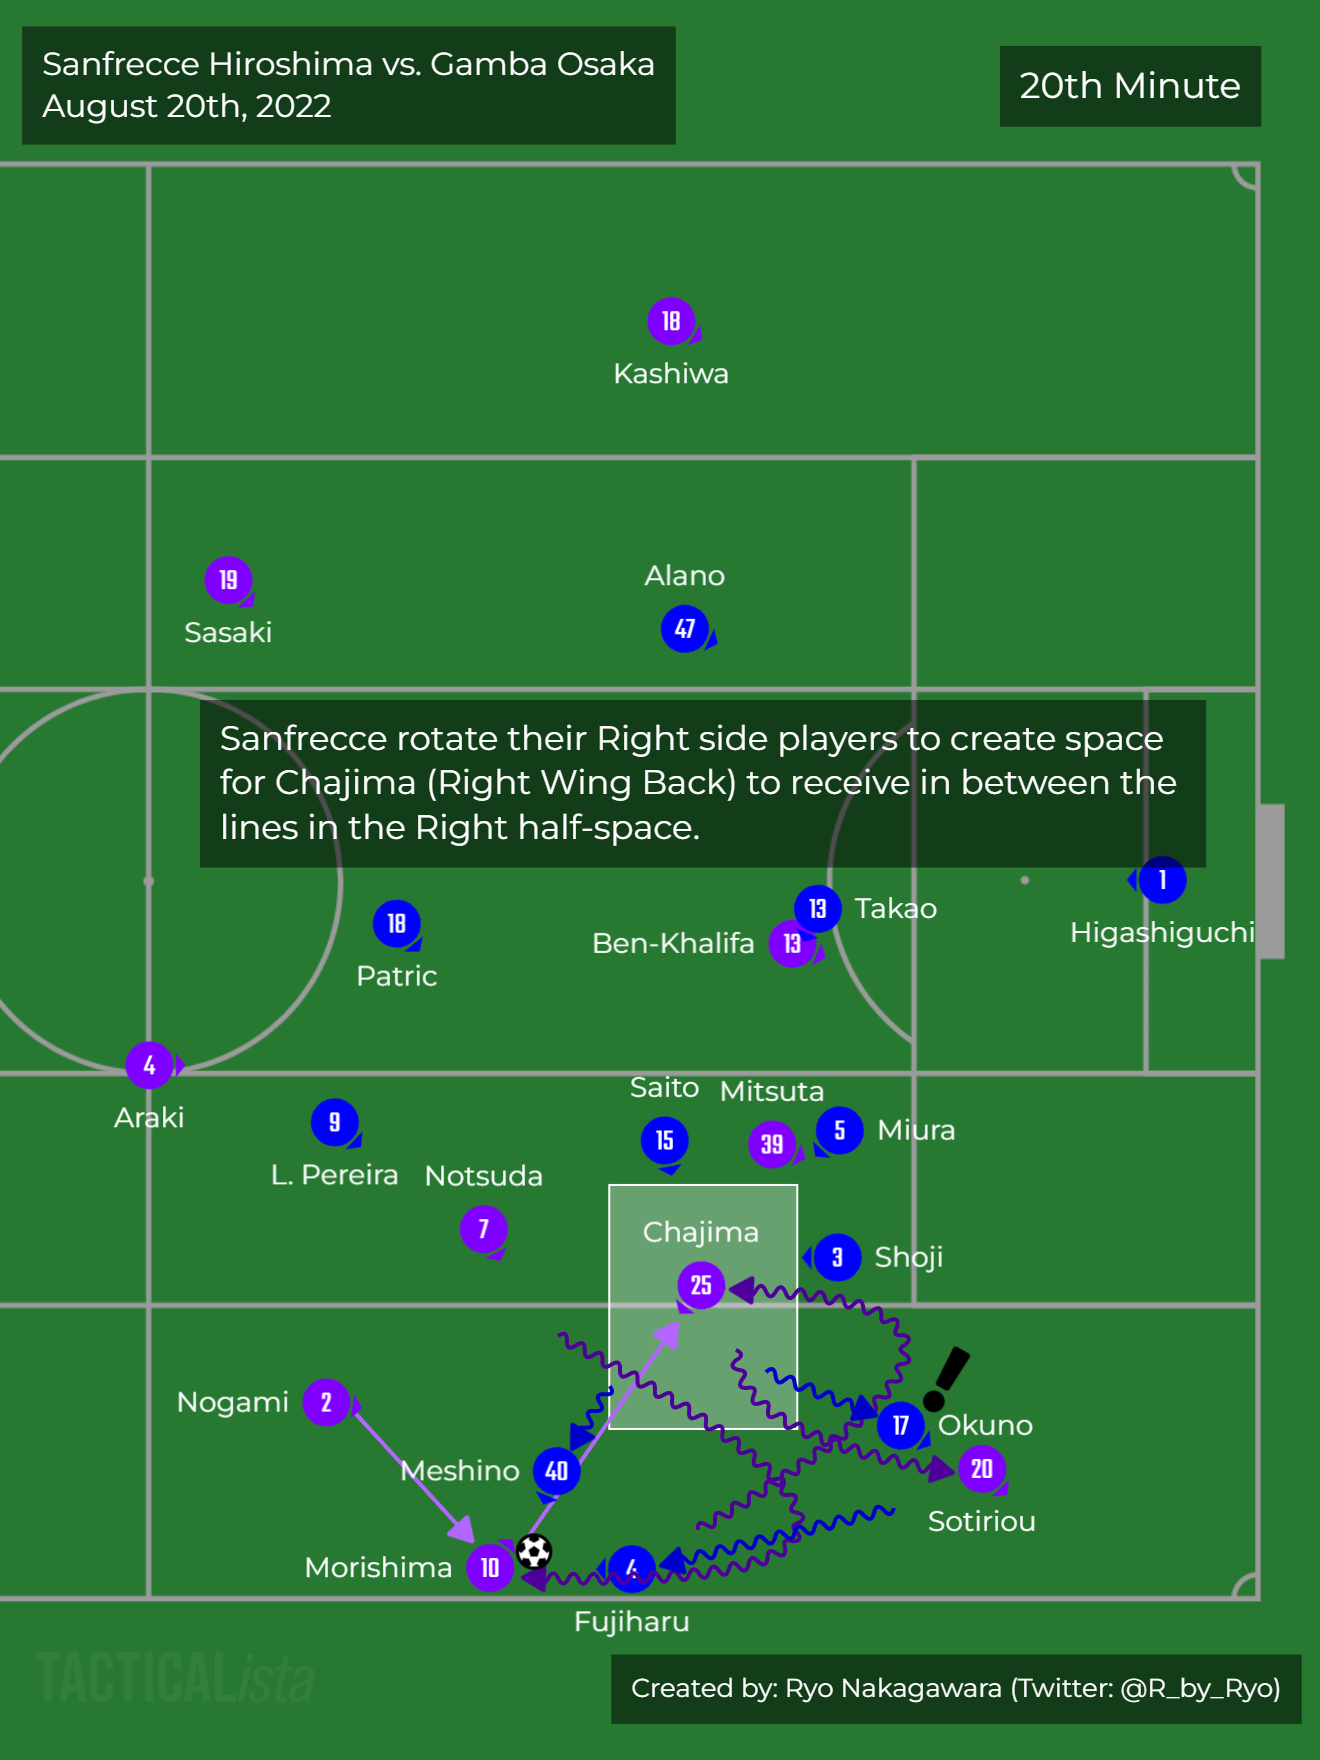 Sanfrecce Hiroshima vs. Gamba Osaka
August 20th, 2022
20th Minute
18
Kashiwa
19
Sasaki
Alano
47
Sanfrecce rotate their Right side players to create space
for Chajima (Right Wing Back) to receive in between the
lines in the Right half-space.
1
Higashiguchi
13
Takao
Ben-Khalifa
13
18
Patric
4
Araki
9
L. Pereira
Saito
15
Mitsuta
39
5
Miura
Notsuda
7
Chajima
25
3
Shoji
Nogami
2
17
Okuno
Meshino
40
20
Sotiriou
Morishima
10
4
Fujiharu
TACTICALista
Created by: Ryo Nakagawara (Twitter: @R_by_Ryo)